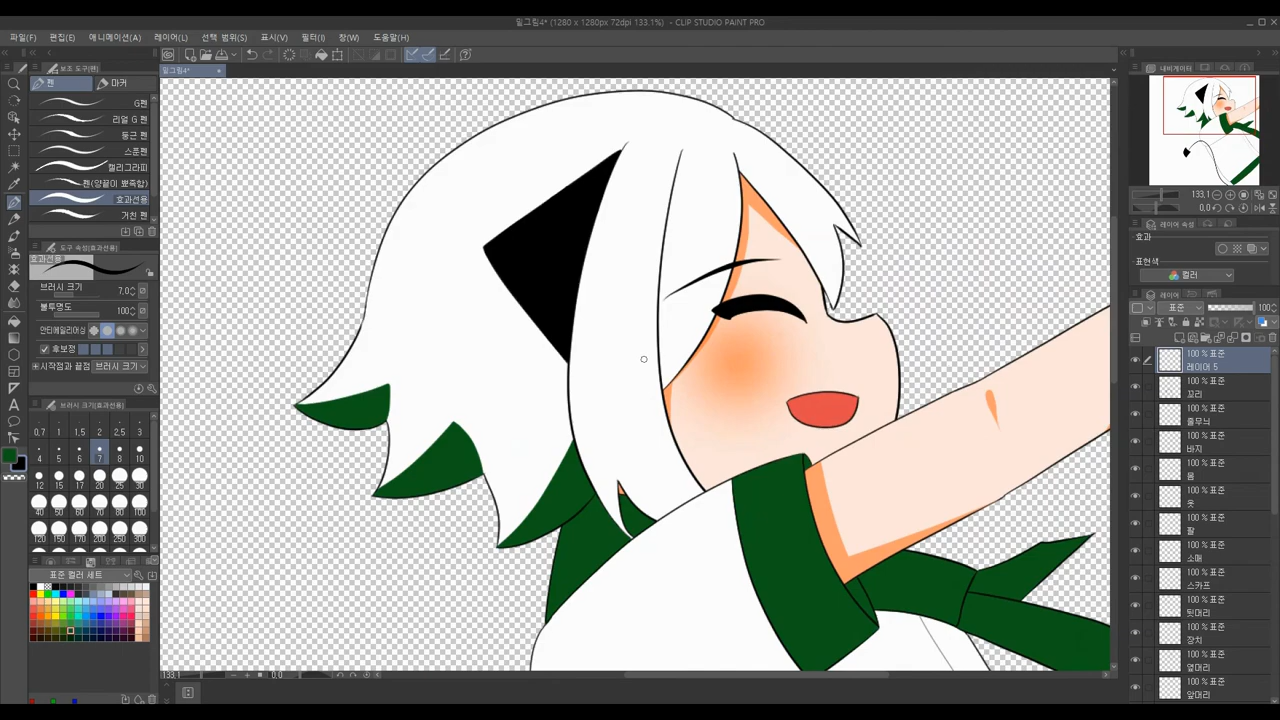 밑그림4* (1280 x 1280px 72dpi 133.1%) - CLIP STUDIO PAINT PRO
파일(F) 편집(E) 애니메이션(A) 레이어(L) 선택 범위(S) 표시(V) 필터(I) 창(W) 도움말(H)
보조 도구(펜)
펜 마커
G펜
리얼 G 펜
둥근 펜
스푼펜
캘리그라피
펜(양끝이 뾰족함)
효과선용
거친 펜
도구 속성(효과선용)
효과선용
브러시 크기 7.0
불투명도 100
안티에일리어싱
후보정
시작점과 끝점 브러시 크기
브러시 크기(효과선용)
0.7 1 1.5 2 2.5 3
4 5 6 7 8 10
12 15 17 20 25 30
40 50 60 70 80 100
120 150 170 200 250 300
표준 컬러 세트
밑그림4*
133.1 0.0
내비게이터
133.1
0.0
레이어 속성
효과
표현색
컬러
레이어
표준 100
100 % 표준
레이어 5
100 % 표준
꼬리
100 % 표준
줄무늬
100 % 표준
바지
100 % 표준
몸
100 % 표준
옷
100 % 표준
팔
100 % 표준
소매
100 % 표준
스카프
100 % 표준
뒷머리
100 % 표준
장치
100 % 표준
옆머리
100 % 표준
앞머리